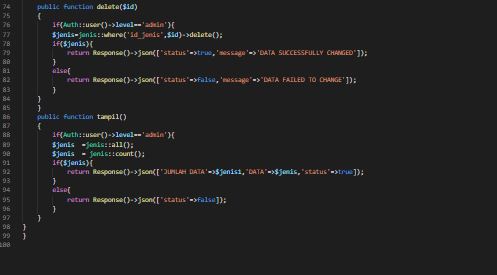 74 public function delete($id)
75 {
76 if(Auth::user()->level=='admin'){
77 $jenis=jenis::where('id_jenis',$id)->delete();
78 if($jenis){
79 return Response()->json(['status'=>true,'message'=>'DATA SUCCESSFULLY CHANGED']);
80 }
81 else{
82 return Response()->json(['status'=>false,'message'=>'DATA FAILED TO CHANGE']);
83 }
84 }
85 }
86 public function tampil()
87 {
88 if(Auth::user()->level=='admin'){
89 $jenis =jenis::all();
90 $jenis = jenis::count();
91 if($jenis){
92 return Response()->json(['JUMLAH DATA'=>$jenis1,'DATA'=>$jenis,'status'=>true]);
93 }
94 else{
95 return Response()->json(['status'=>false]);
96 }
97 }
98 }
99 }
100